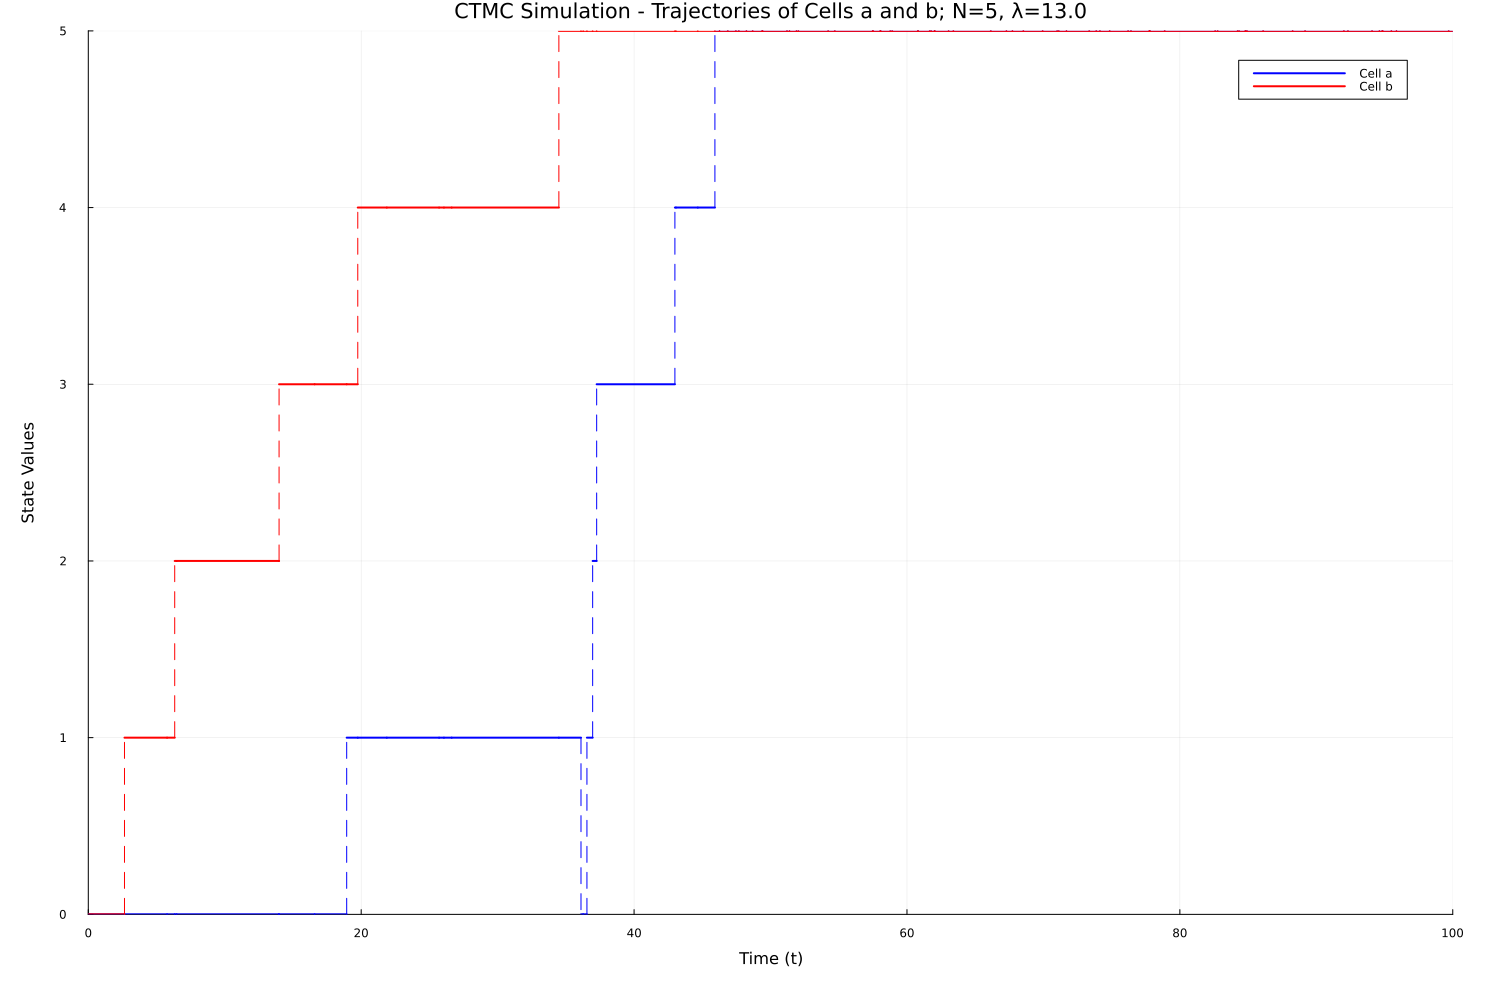 CTMC Simulation - Trajectories of Cells a and b; N=5, λ=13.0
5
Cell a
Cell b
4
3
State Values
2
1
0
0 20 40 60 80 100
Time (t)